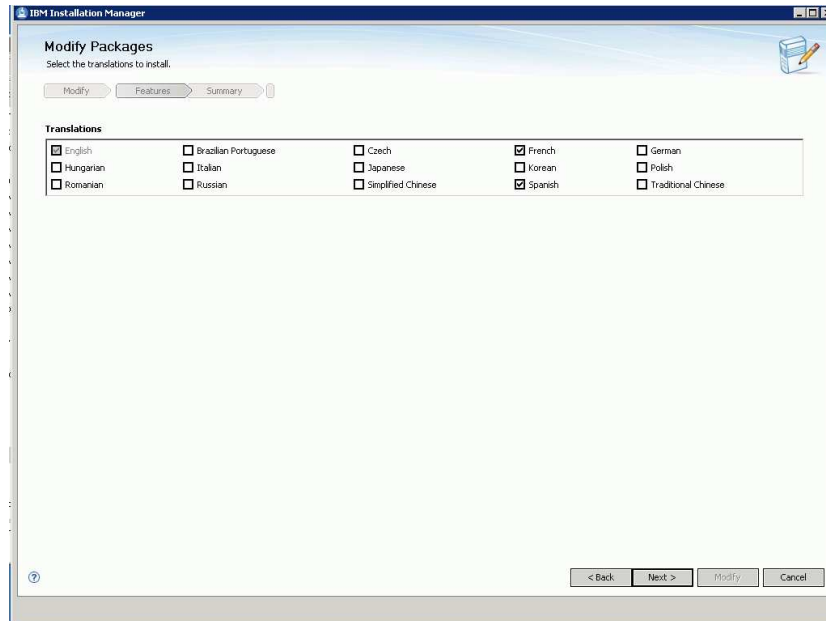 IBM Installation Manager
Modify Packages
Select the translations to install.
Modify Features Summary
Translations
English Brazilian Portuguese Czech French German
Hungarian Italian Japanese Korean Polish
Romanian Russian Simplified Chinese Spanish Traditional Chinese
? < Back Next > Modify Cancel